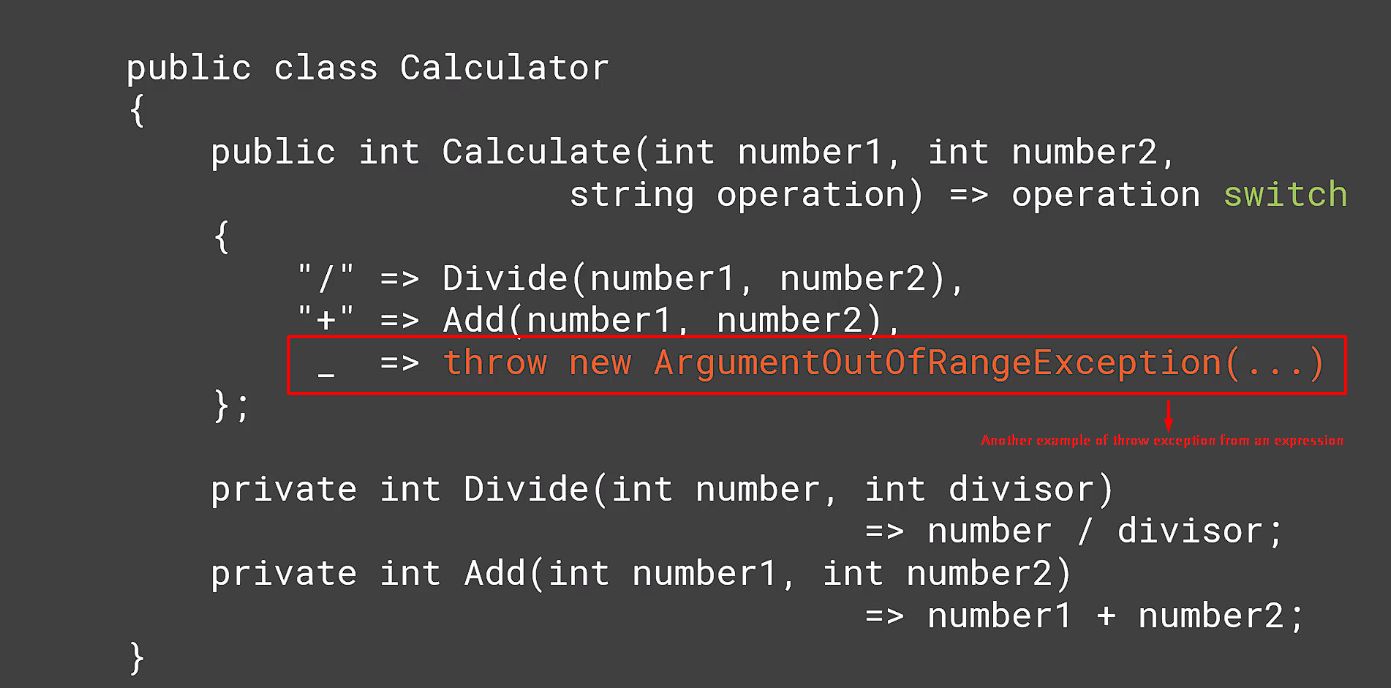 public class Calculator
{
public int Calculate(int number1, int number2,
string operation) => operation switch
{
"/" => Divide(number1, number2),
"+" => Add(number1, number2),
_ => throw new ArgumentOutOfRangeException(...)
};
Another example of throw exception from an expression
private int Divide(int number, int divisor)
=> number / divisor;
private int Add(int number1, int number2)
=> number1 + number2;
}